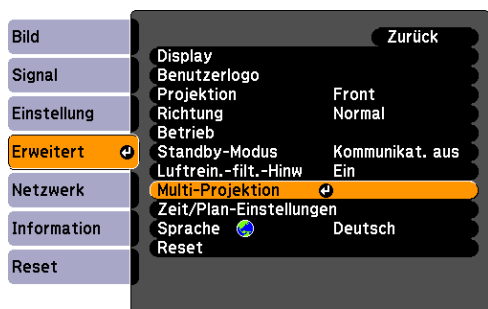 Bild
Signal
Einstellung
Erweitert
Netzwerk
Information
Reset
Zurück
Display
Benutzerlogo
Projektion Front
Richtung Normal
Betrieb
Standby-Modus Kommunikat. aus
Luftrein.-filt.-Hinw Ein
Multi-Projektion
Zeit/Plan-Einstellungen
Sprache Deutsch
Reset